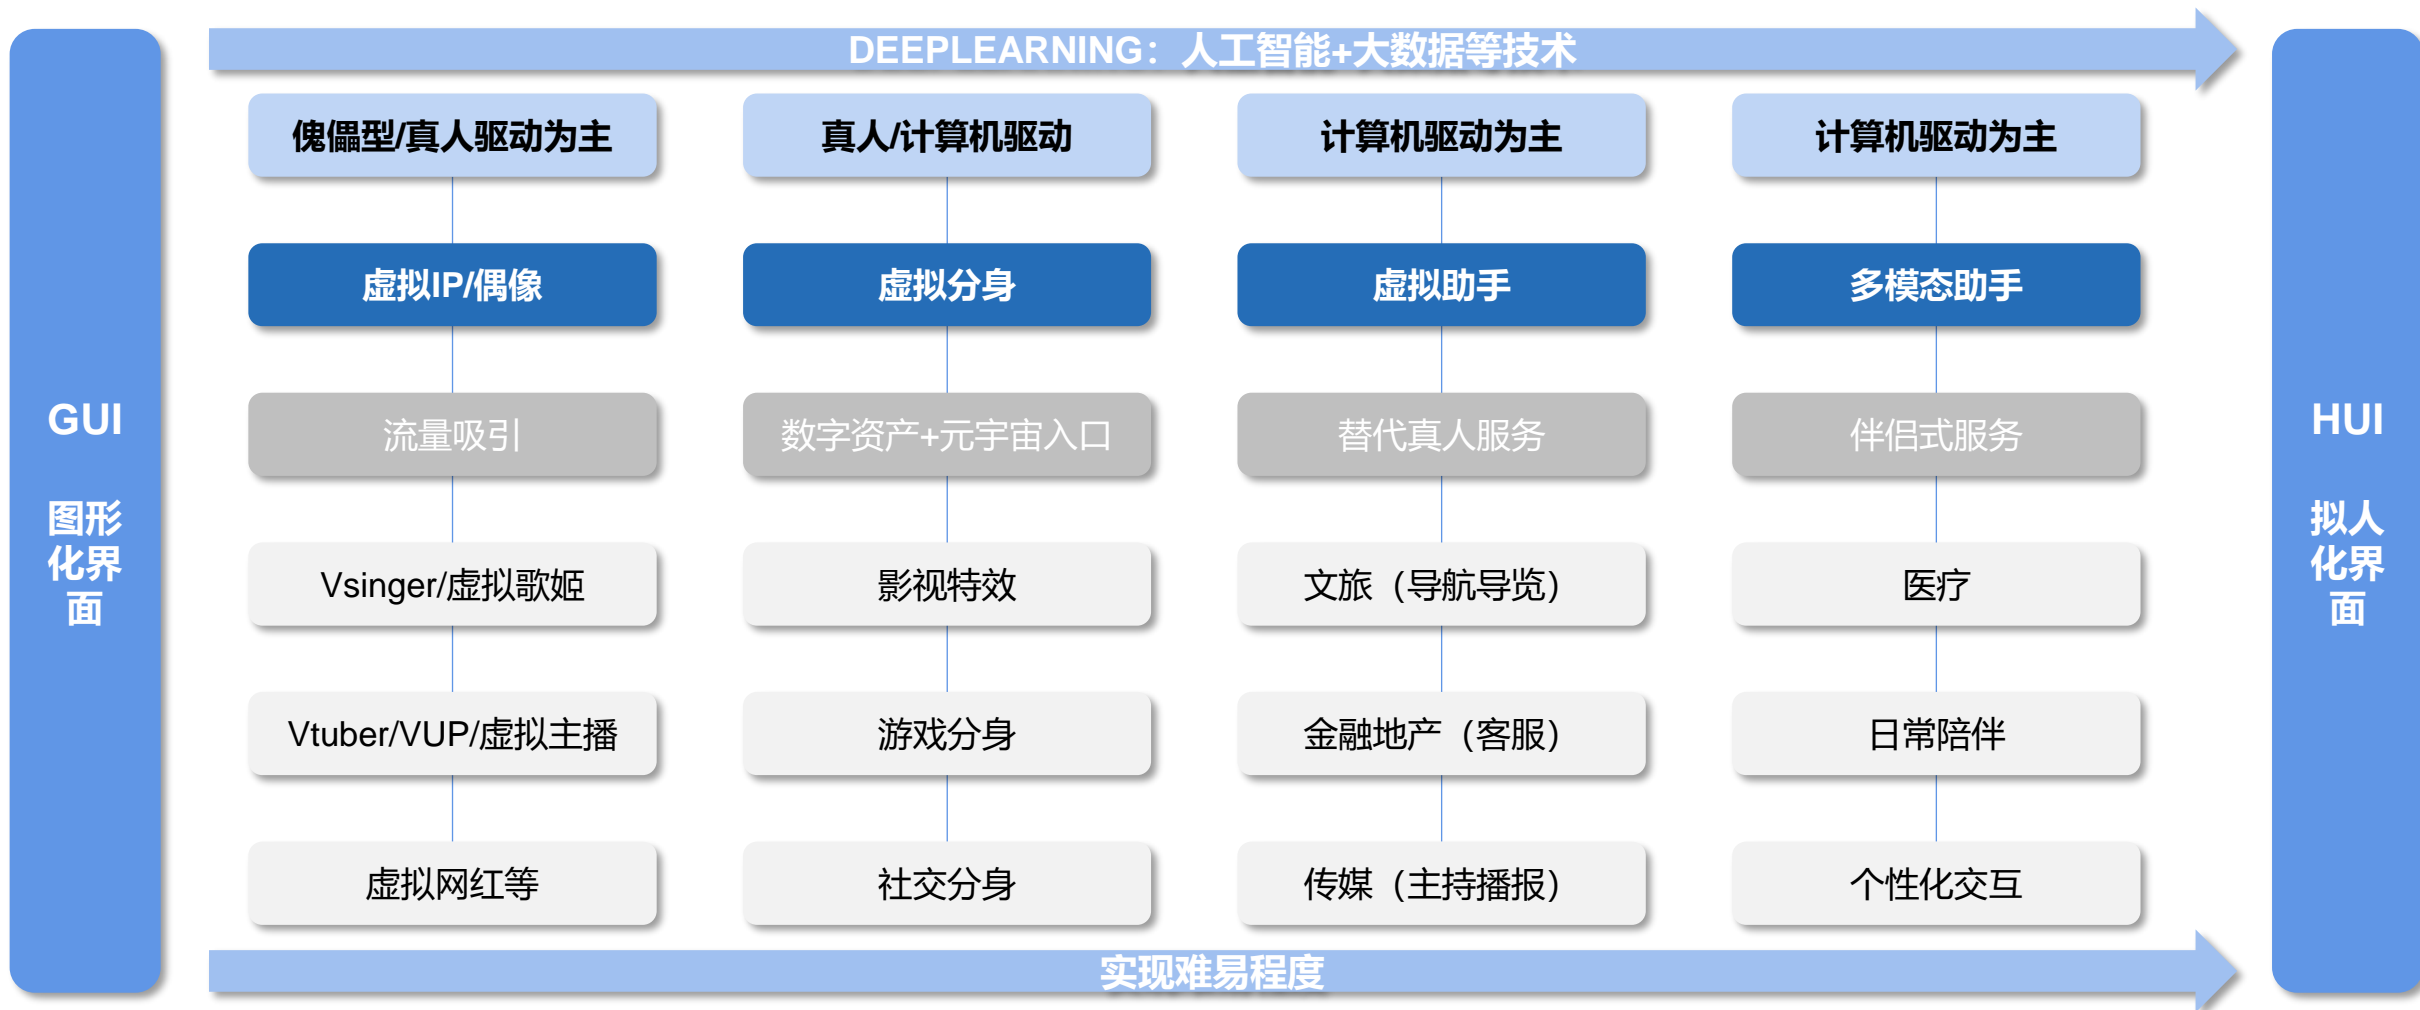 DEEPLEARNING：人工智能+大数据等技术
GUI
图形
化界
面
傀儡型/真人驱动为主
真人/计算机驱动
计算机驱动为主
计算机驱动为主
虚拟IP/偶像
虚拟分身
虚拟助手
多模态助手
流量吸引
数字资产+元宇宙入口
替代真人服务
伴侣式服务
Vsinger/虚拟歌姬
影视特效
文旅（导航导览）
医疗
Vtuber/VUP/虚拟主播
游戏分身
金融地产（客服）
日常陪伴
虚拟网红等
社交分身
传媒（主持播报）
个性化交互
HUI
拟人
化界
面
实现难易程度